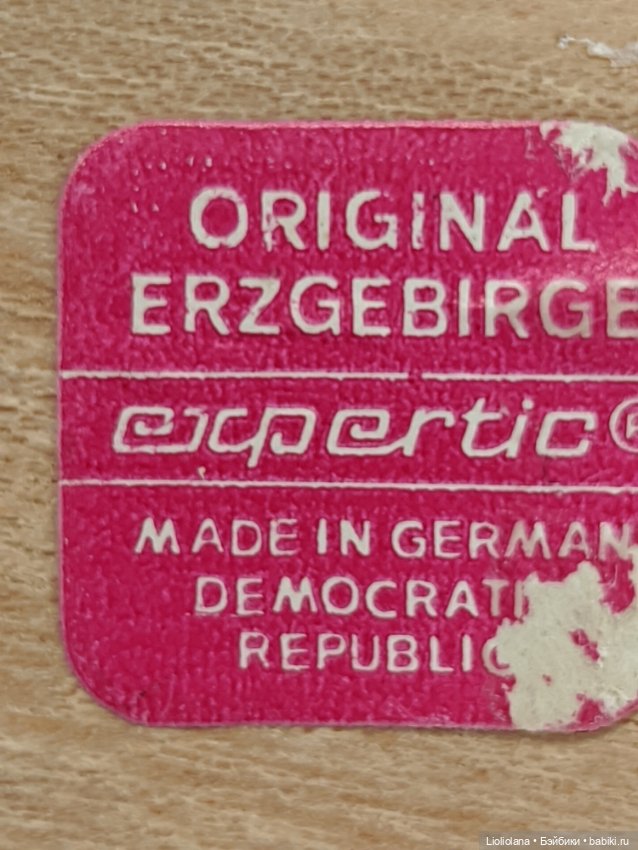 ORIGINAL
ERZGEBIRGE
expertic®
MADE IN GERMAN
DEMOCRATI
REPUBLIC
Lioliolana • Бэйбики • babiki.ru